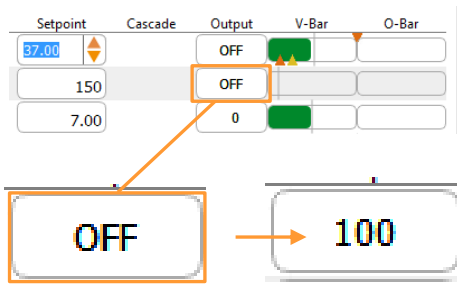 Setpoint Cascade Output V-Bar O-Bar
37.00 OFF
150 OFF
7.00 0
OFF 100